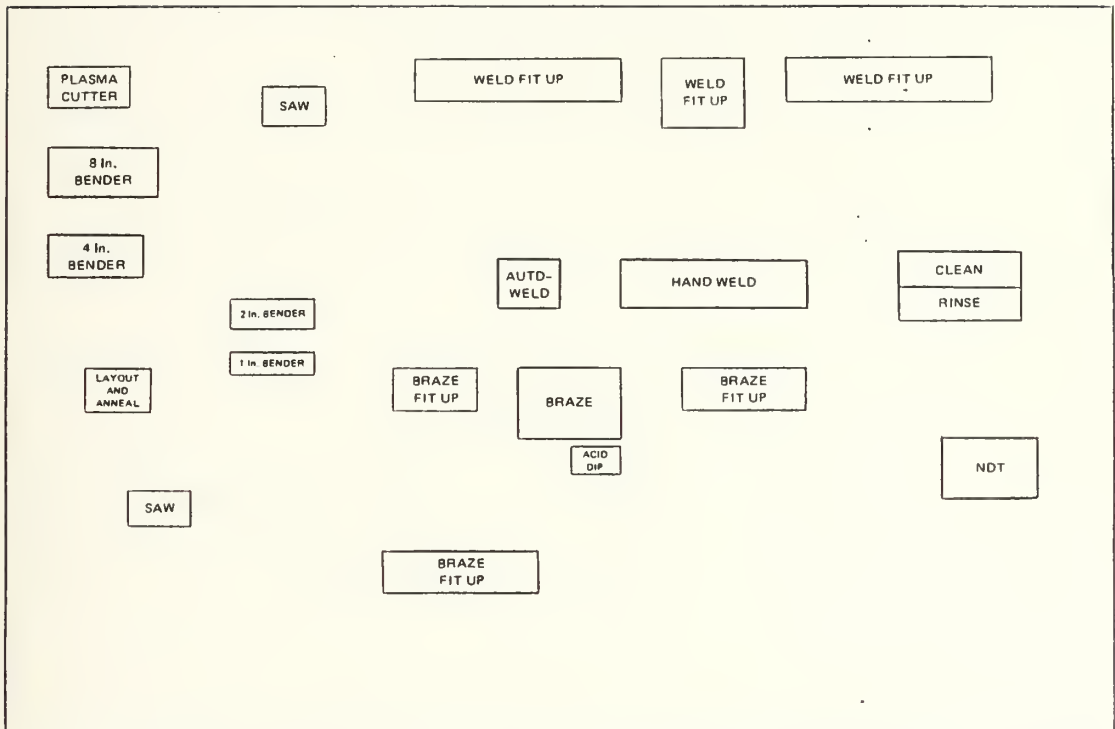 PLASMA
CUTTER
SAW
WELD FIT UP
WELD
FIT UP
WELD FIT UP
8 In.
BENDER
4 In.
BENDER
AUTD-
WELD
HAND WELD
CLEAN
RINSE
2 In. BENDER
1 In. BENDER
LAYOUT
AND
ANNEAL
BRAZE
FIT UP
BRAZE
BRAZE
FIT UP
ACID
DIP
NDT
SAW
BRAZE
FIT UP